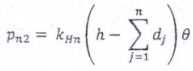 p_{n2} = k_{Hn} \left( h - \sum_{j=1}^{n} d_j \right) \theta